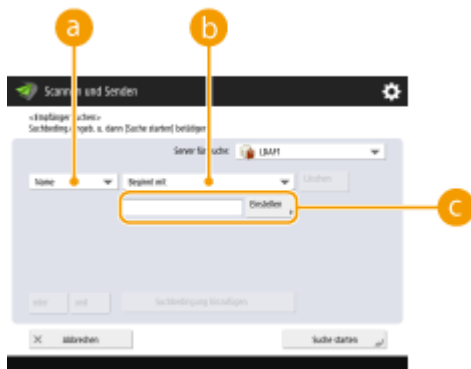 a
b
Scannen und Senden
<Empfänger suchen>
Suchbeding. eingeb. u. dann [Suche starten] betätigen
Server für Suche: LDAP1
Name
Beginnt mit
Löschen
Einstellen
c
oder
und
Suchbedingung hinzufügen
× Abbrechen
Suche starten